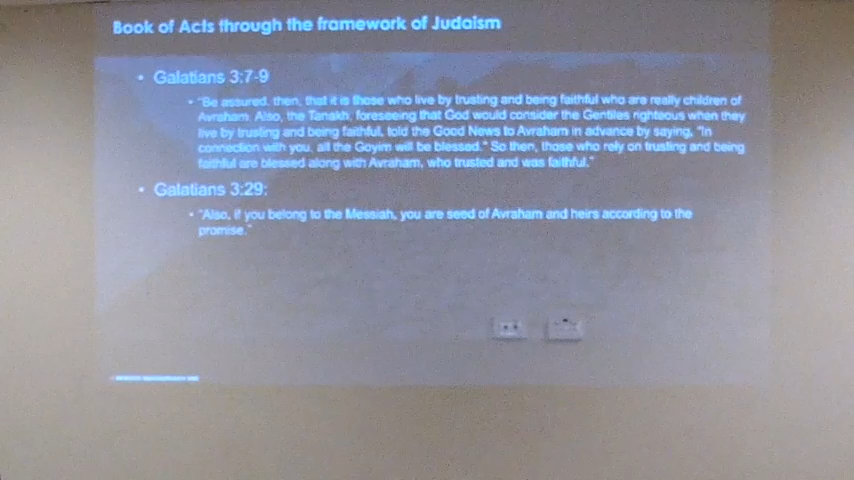 Book of Acts through the framework of Judaism
• Galatians 3:7-9
• "Be assured, then, that it is those who live by trusting and being faithful who are really children of
Avraham. Also, the Tanakh, foreseeing that God would consider the Gentiles righteous when they
live by trusting and being faithful, told the Good News to Avraham in advance by saying, "In
connection with you, all the Goyim will be blessed." So then, those who rely on trusting and being
faithful are blessed along with Avraham, who trusted and was faithful."
• Galatians 3:29:
• "Also, if you belong to the Messiah, you are seed of Avraham and heirs according to the
promise."